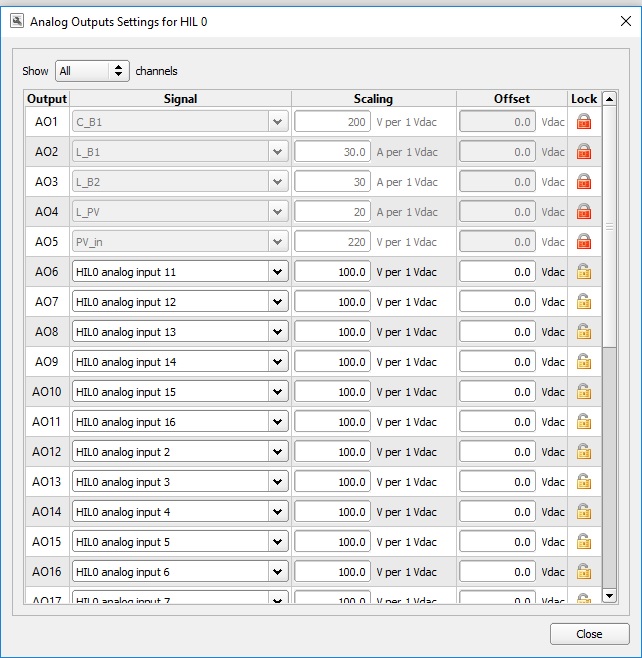 Analog Outputs Settings for HIL 0
Show All channels
Output Signal Scaling Offset Lock
AO1 C_B1 200 V per 1 Vdac 0.0 Vdac
AO2 L_B1 30.0 A per 1 Vdac 0.0 Vdac
AO3 L_B2 30 A per 1 Vdac 0.0 Vdac
AO4 L_PV 20 A per 1 Vdac 0.0 Vdac
AO5 PV_in 220 V per 1 Vdac 0.0 Vdac
AO6 HIL0 analog input 11 100.0 V per 1 Vdac 0.0 Vdac
AO7 HIL0 analog input 12 100.0 V per 1 Vdac 0.0 Vdac
AO8 HIL0 analog input 13 100.0 V per 1 Vdac 0.0 Vdac
AO9 HIL0 analog input 14 100.0 V per 1 Vdac 0.0 Vdac
AO10 HIL0 analog input 15 100.0 V per 1 Vdac 0.0 Vdac
AO11 HIL0 analog input 16 100.0 V per 1 Vdac 0.0 Vdac
AO12 HIL0 analog input 2 100.0 V per 1 Vdac 0.0 Vdac
AO13 HIL0 analog input 3 100.0 V per 1 Vdac 0.0 Vdac
AO14 HIL0 analog input 4 100.0 V per 1 Vdac 0.0 Vdac
AO15 HIL0 analog input 5 100.0 V per 1 Vdac 0.0 Vdac
AO16 HIL0 analog input 6 100.0 V per 1 Vdac 0.0 Vdac
AO17 HIL0 analog input 7 100.0 V per 1 Vdac 0.0 Vdac
Close